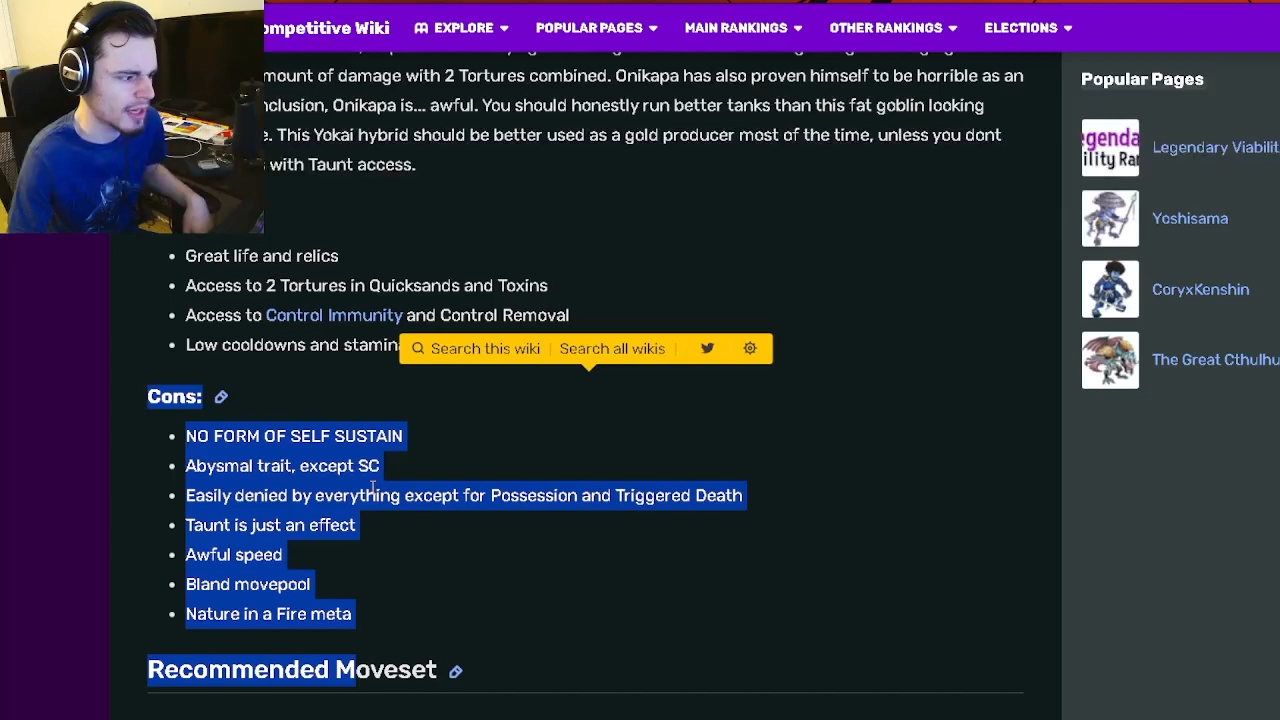 ompetitive Wiki
EXPLORE
POPULAR PAGES
MAIN RANKINGS
OTHER RANKINGS
ELECTIONS
mount of damage with 2 Tortures combined. Onikapa has also proven himself to be horrible as an
nclusion, Onikapa is... awful. You should honestly run better tanks than this fat goblin looking
e. This Yokai hybrid should be better used as a gold producer most of the time, unless you dont
with Taunt access.
• Great life and relics
• Access to 2 Tortures in Quicksands and Toxins
• Access to Control Immunity and Control Removal
• Low cooldowns and stamin
Search this wiki | Search all wikis
Cons:
• NO FORM OF SELF SUSTAIN
• Abysmal trait, except SC
• Easily denied by everything except for Possession and Triggered Death
• Taunt is just an effect
• Awful speed
• Bland movepool
• Nature in a Fire meta
Recommended Moveset
Popular Pages
egenda
ility Ra
Legendary Viabilit
Yoshisama
CoryxKenshin
The Great Cthulhu